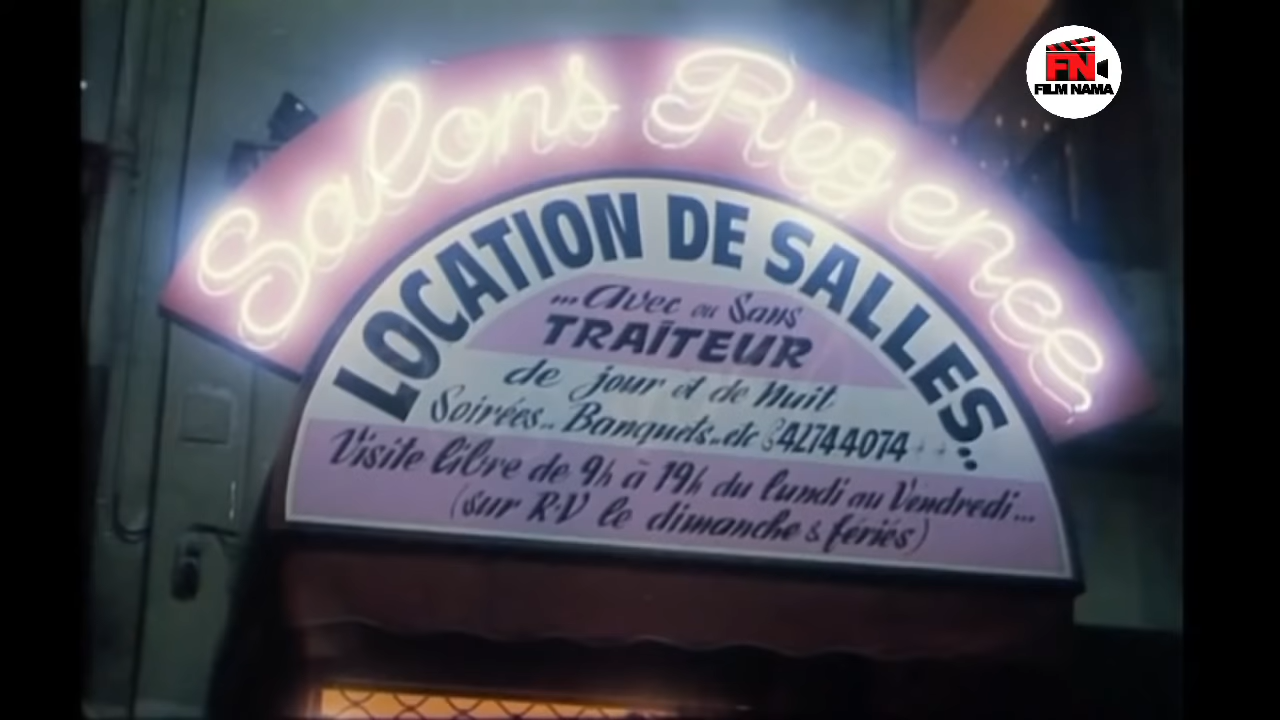 FN
FILM NAMA
Salons Régence
LOCATION DE SALLES..
...Avec ou Sans
TRAÎTEUR
de jour et de Nuit
Soirées.. Banquets..etc 42744074
Visite libre de 9h à 19h du lundi au Vendredi...
(sur R.V le dimanche & fériés)